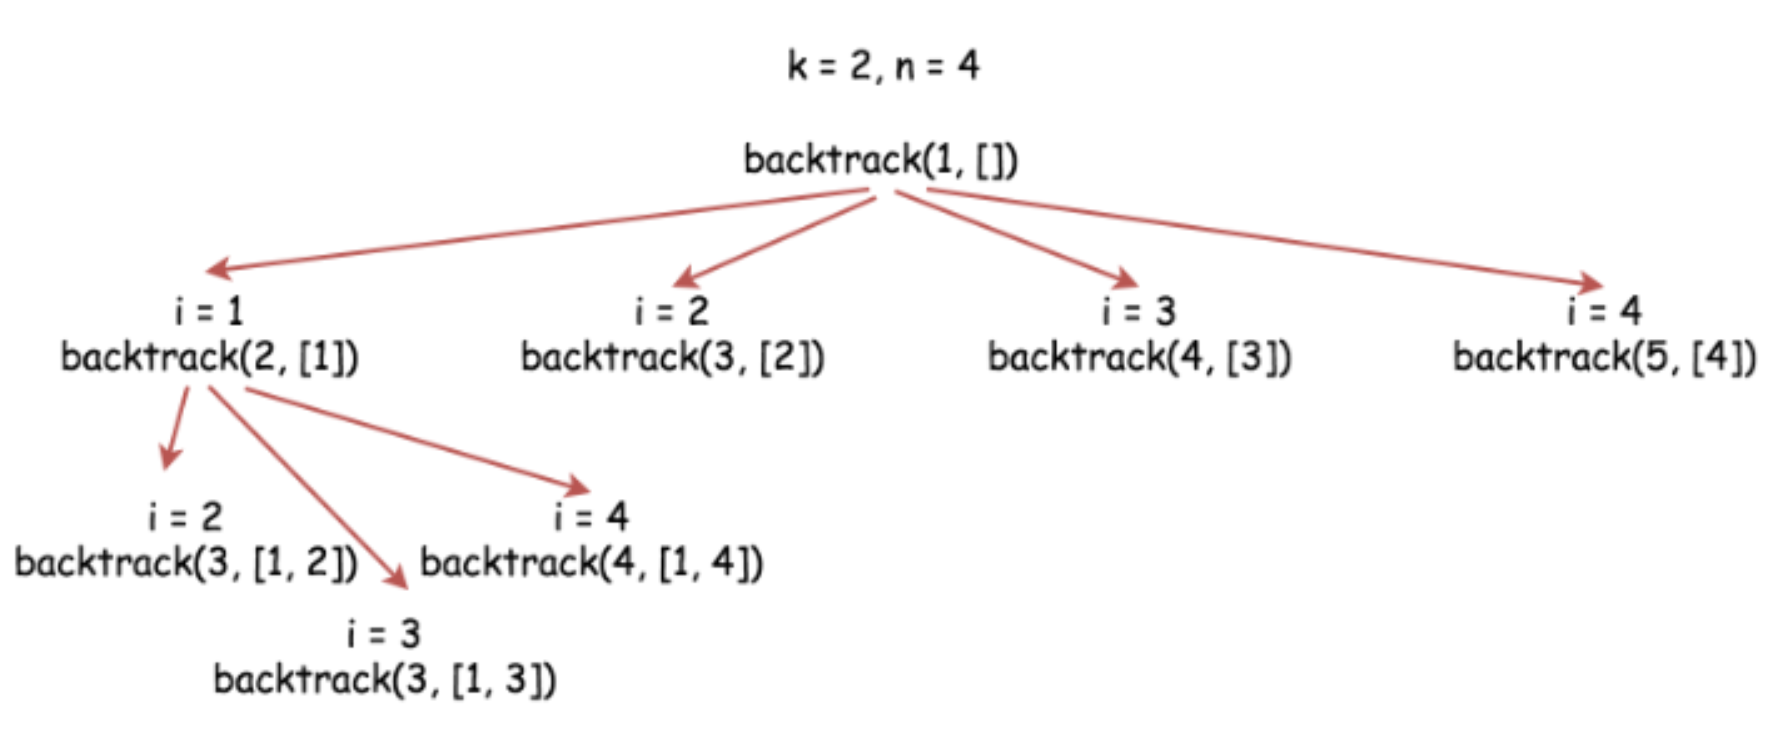 k = 2, n = 4
backtrack(1, [])
i = 1
backtrack(2, [1])
i = 2
backtrack(3, [2])
i = 3
backtrack(4, [3])
i = 4
backtrack(5, [4])
i = 2
backtrack(3, [1, 2])
i = 4
backtrack(4, [1, 4])
i = 3
backtrack(3, [1, 3])